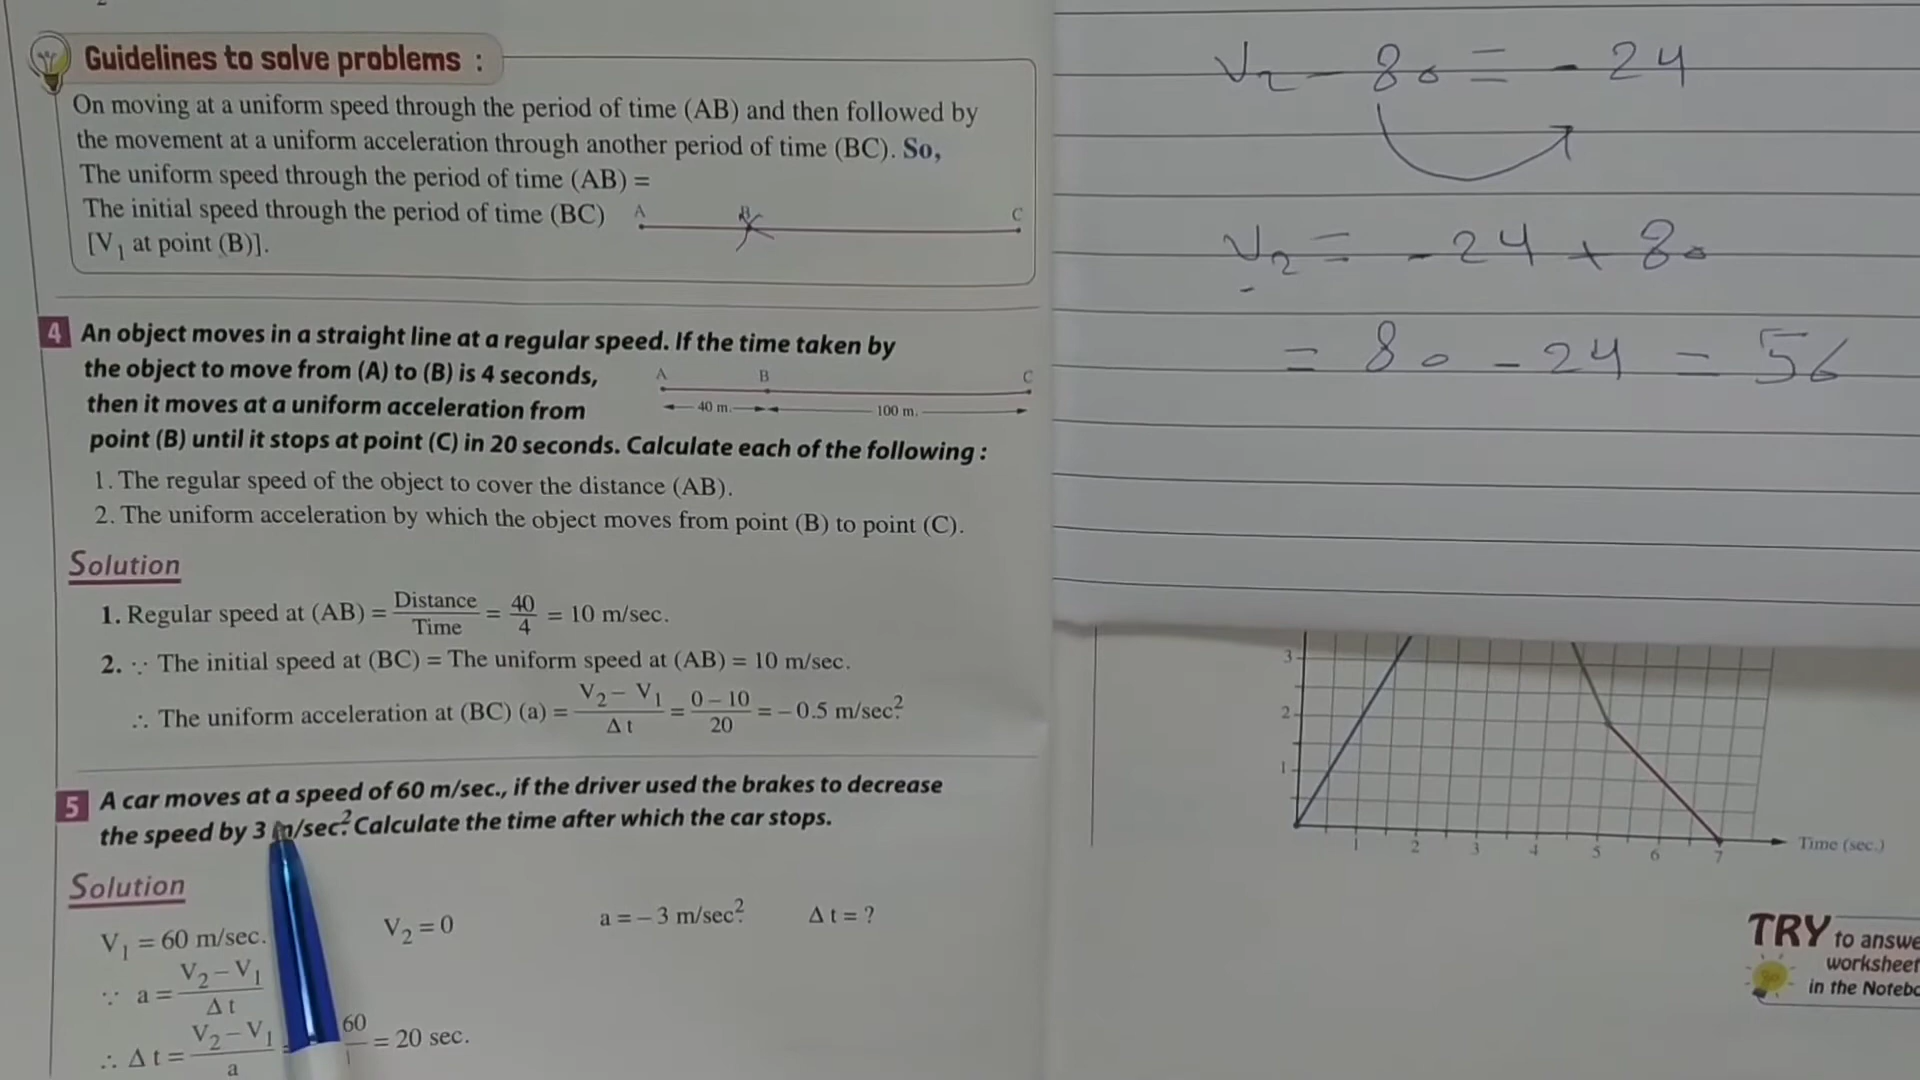 Guidelines to solve problems :
On moving at a uniform speed through the period of time (AB) and then followed by
the movement at a uniform acceleration through another period of time (BC). So,
The uniform speed through the period of time (AB) =
The initial speed through the period of time (BC)
[V₁ at point (B)].
A B C
4 An object moves in a straight line at a regular speed. If the time taken by
the object to move from (A) to (B) is 4 seconds,
then it moves at a uniform acceleration from
point (B) until it stops at point (C) in 20 seconds. Calculate each of the following :
A B C
40 m. 100 m.
1. The regular speed of the object to cover the distance (AB).
2. The uniform acceleration by which the object moves from point (B) to point (C).
Solution
1. Regular speed at (AB) = Distance/Time = 40/4 = 10 m/sec.
2. ∵ The initial speed at (BC) = The uniform speed at (AB) = 10 m/sec.
∴ The uniform acceleration at (BC) (a) = V₂ – V₁/Δt = 0 – 10/20 = – 0.5 m/sec².
5 A car moves at a speed of 60 m/sec., if the driver used the brakes to decrease
the speed by 3 m/sec². Calculate the time after which the car stops.
Solution
V₁ = 60 m/sec. V₂ = 0 a = – 3 m/sec². Δt = ?
∵ a = V₂ – V₁/Δt
∴ Δt = V₂ – V₁/a 60 = 20 sec.
V₂ – 80 = - 24
V₂ = - 24 + 80
= 80 - 24 = 56
3
2
1
1 2 3 4 5 6 7
Time (sec.)
TRY to answe
worksheet
in the Notebo